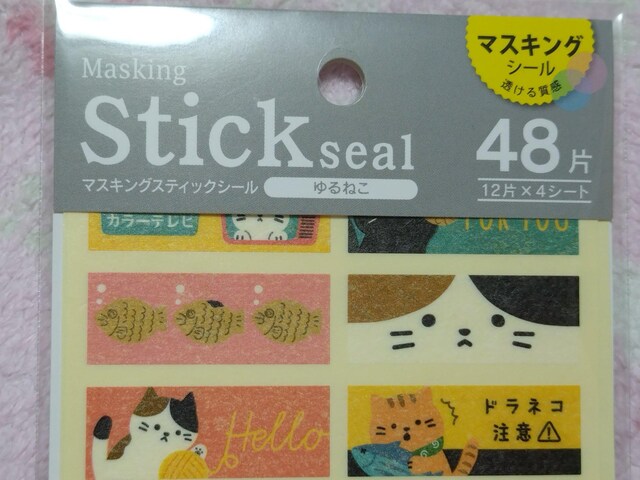 Masking
Stick seal
マスキングスティックシール
ゆるねこ
マスキング
シール
透ける質感
48片
12片×4シート
カラーテレビ
FOR YOU
Hello
ドラネコ
注意